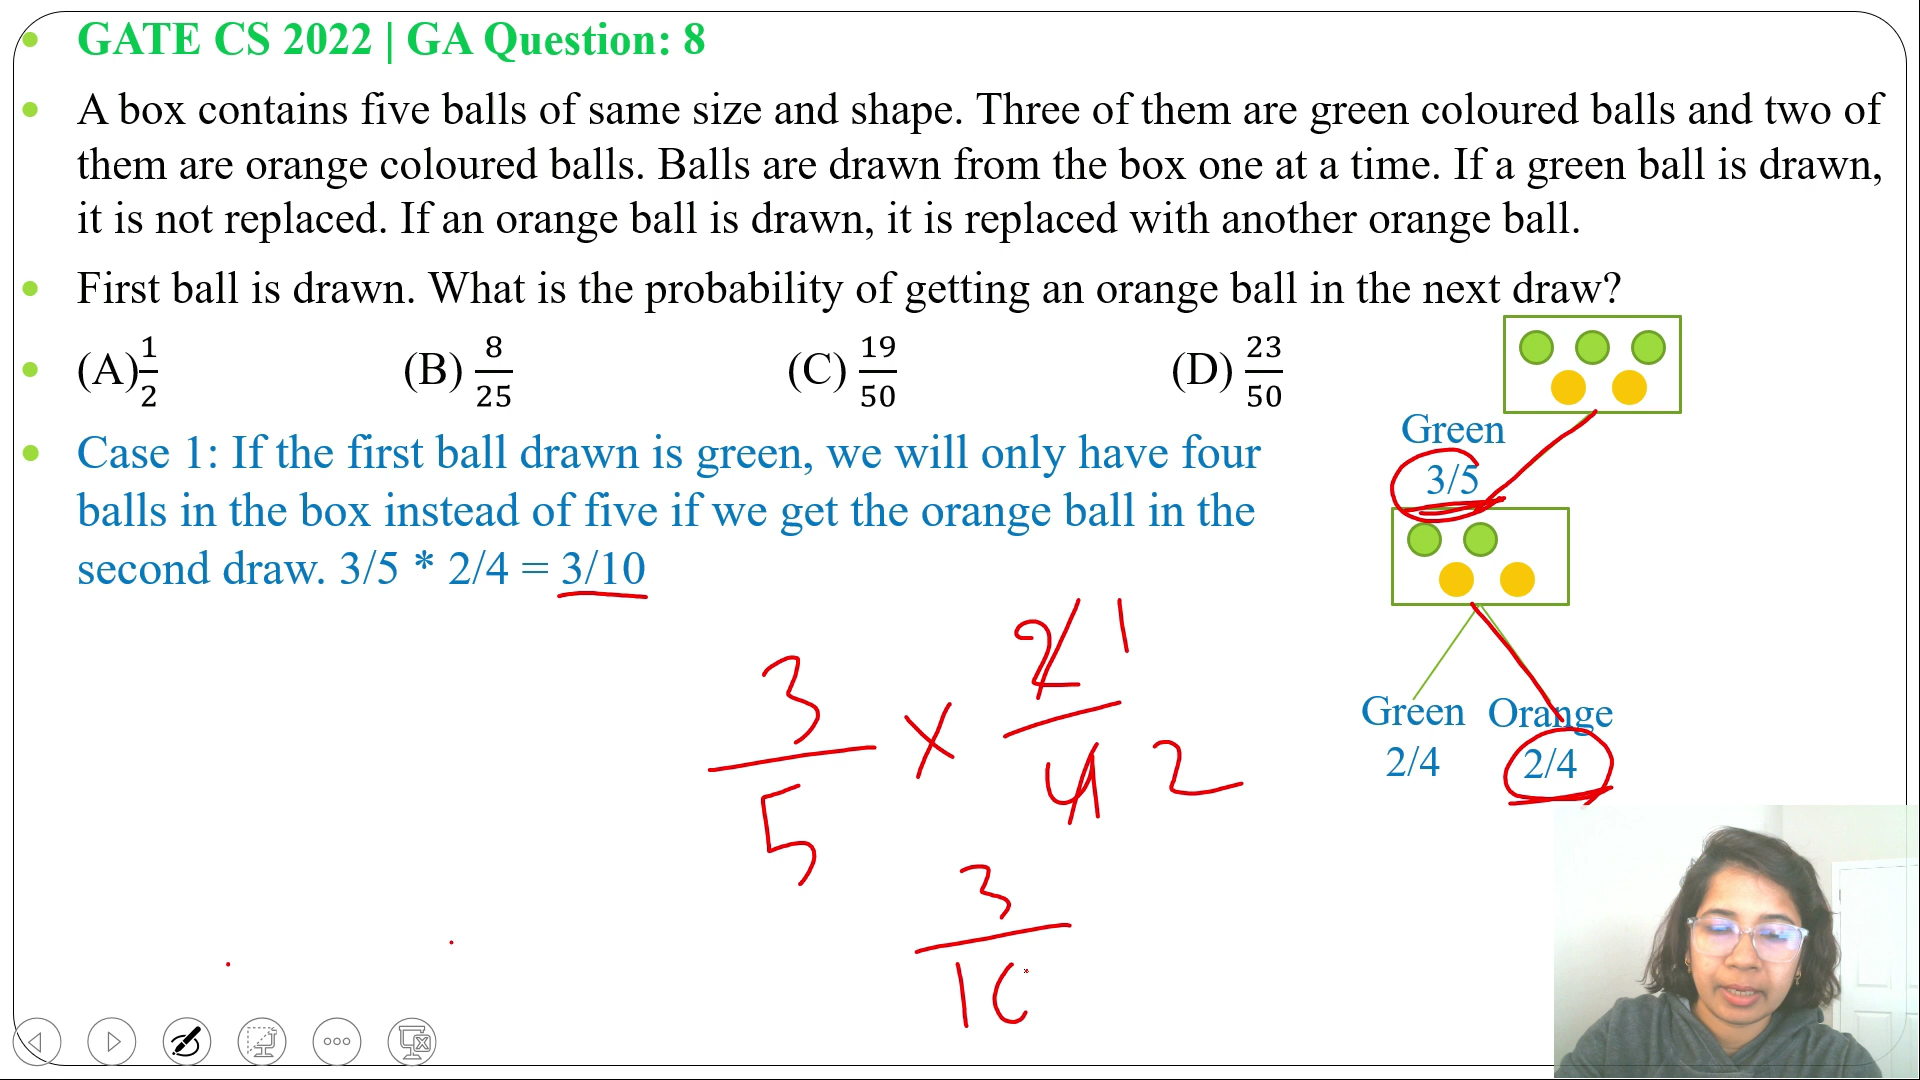 GATE CS 2022 | GA Question: 8
A box contains five balls of same size and shape. Three of them are green coloured balls and two of
them are orange coloured balls. Balls are drawn from the box one at a time. If a green ball is drawn,
it is not replaced. If an orange ball is drawn, it is replaced with another orange ball.
First ball is drawn. What is the probability of getting an orange ball in the next draw?
(A) 1/2 (B) 8/25 (C) 19/50 (D) 23/50
Green
3/5
Case 1: If the first ball drawn is green, we will only have four
balls in the box instead of five if we get the orange ball in the
second draw. 3/5 * 2/4 = 3/10
Green Orange
2/4 2/4
3/5 × 2/4 1 2
3/10